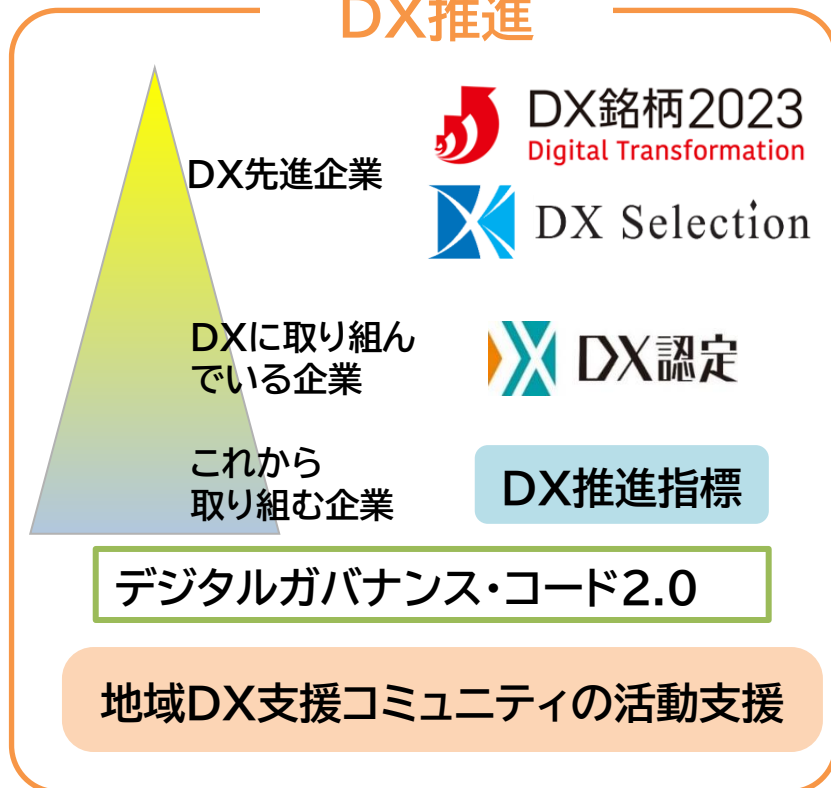 DX推進
DX銘柄2023
Digital Transformation
DX先進企業
DX Selection
DXに取り組ん
でいる企業
DX認定
これから
取り組む企業
DX推進指標
デジタルガバナンス・コード2.0
地域DX支援コミュニティの活動支援